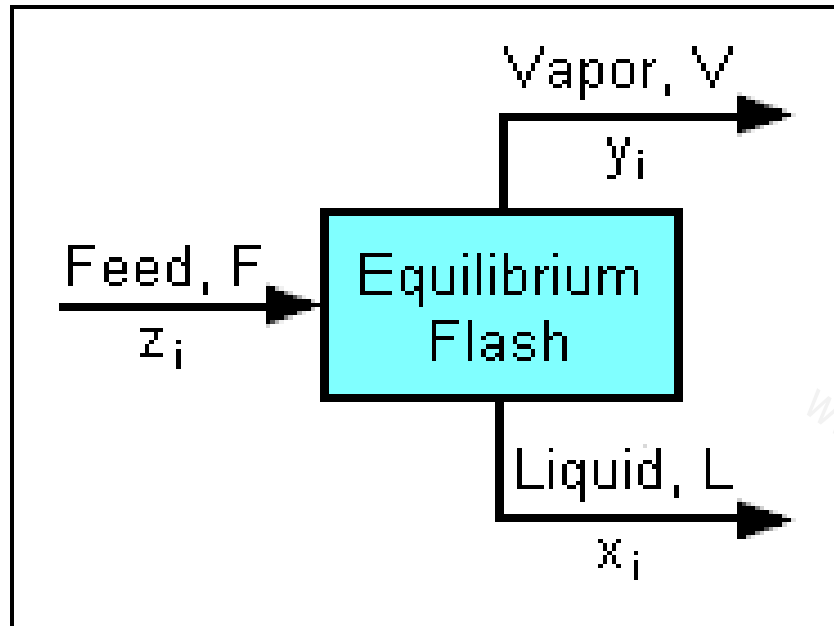 Vapor, V
yi
Feed, F
zi
Equilibrium
Flash
Liquid, L
xi